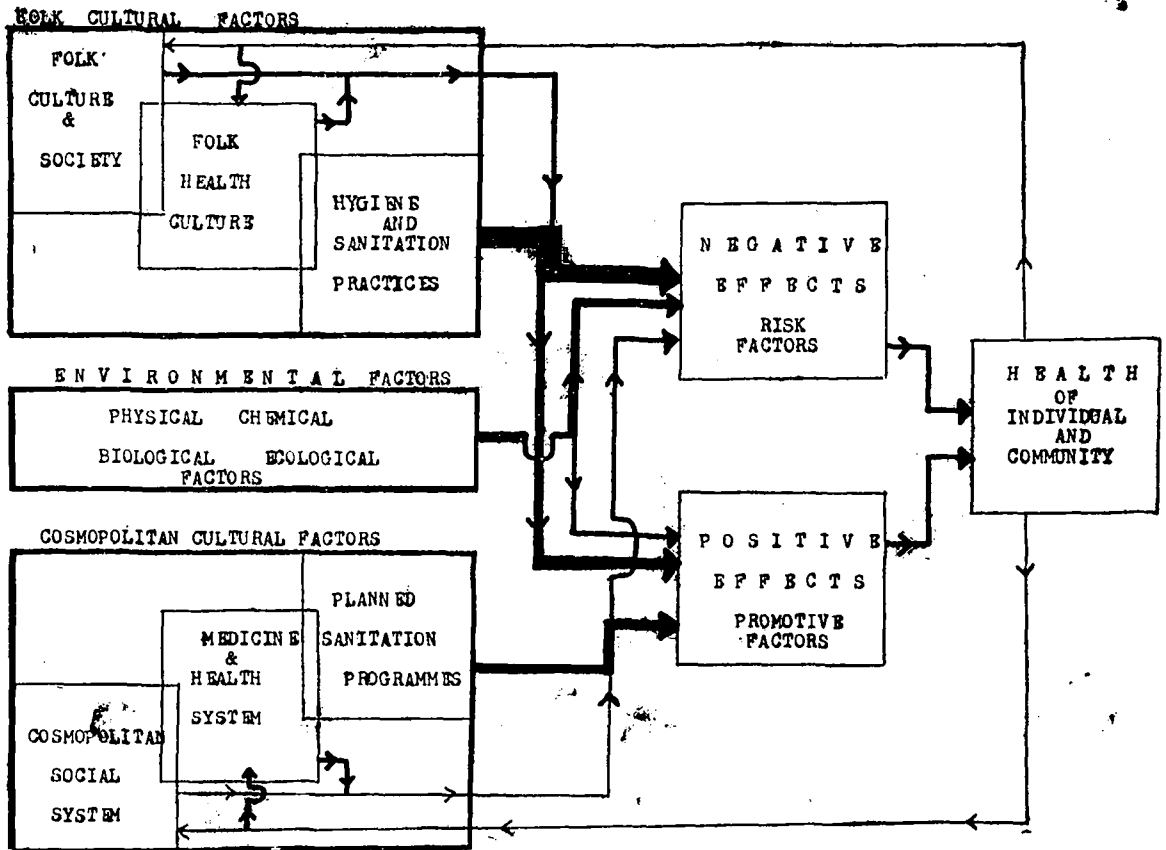 FOLK CULTURAL FACTORS
FOLK
CULTURE
&
SOCIETY
FOLK
HEALTH
CULTURE
HYGIENE
AND
SANITATION
PRACTICES
ENVIRONMENTAL FACTORS
PHYSICAL CHEMICAL
BIOLOGICAL ECOLOGICAL
FACTORS
COSMOPOLITAN CULTURAL FACTORS
PLANNED
SANITATION
PROGRAMMES
MEDICINE
&
HEALTH
SYSTEM
COSMOPOLITAN
SOCIAL
SYSTEM
NEGATIVE
EFFECTS
RISK
FACTORS
POSITIVE
EFFECTS
PROMOTIVE
FACTORS
HEALTH
OF
INDIVIDUAL
AND
COMMUNITY